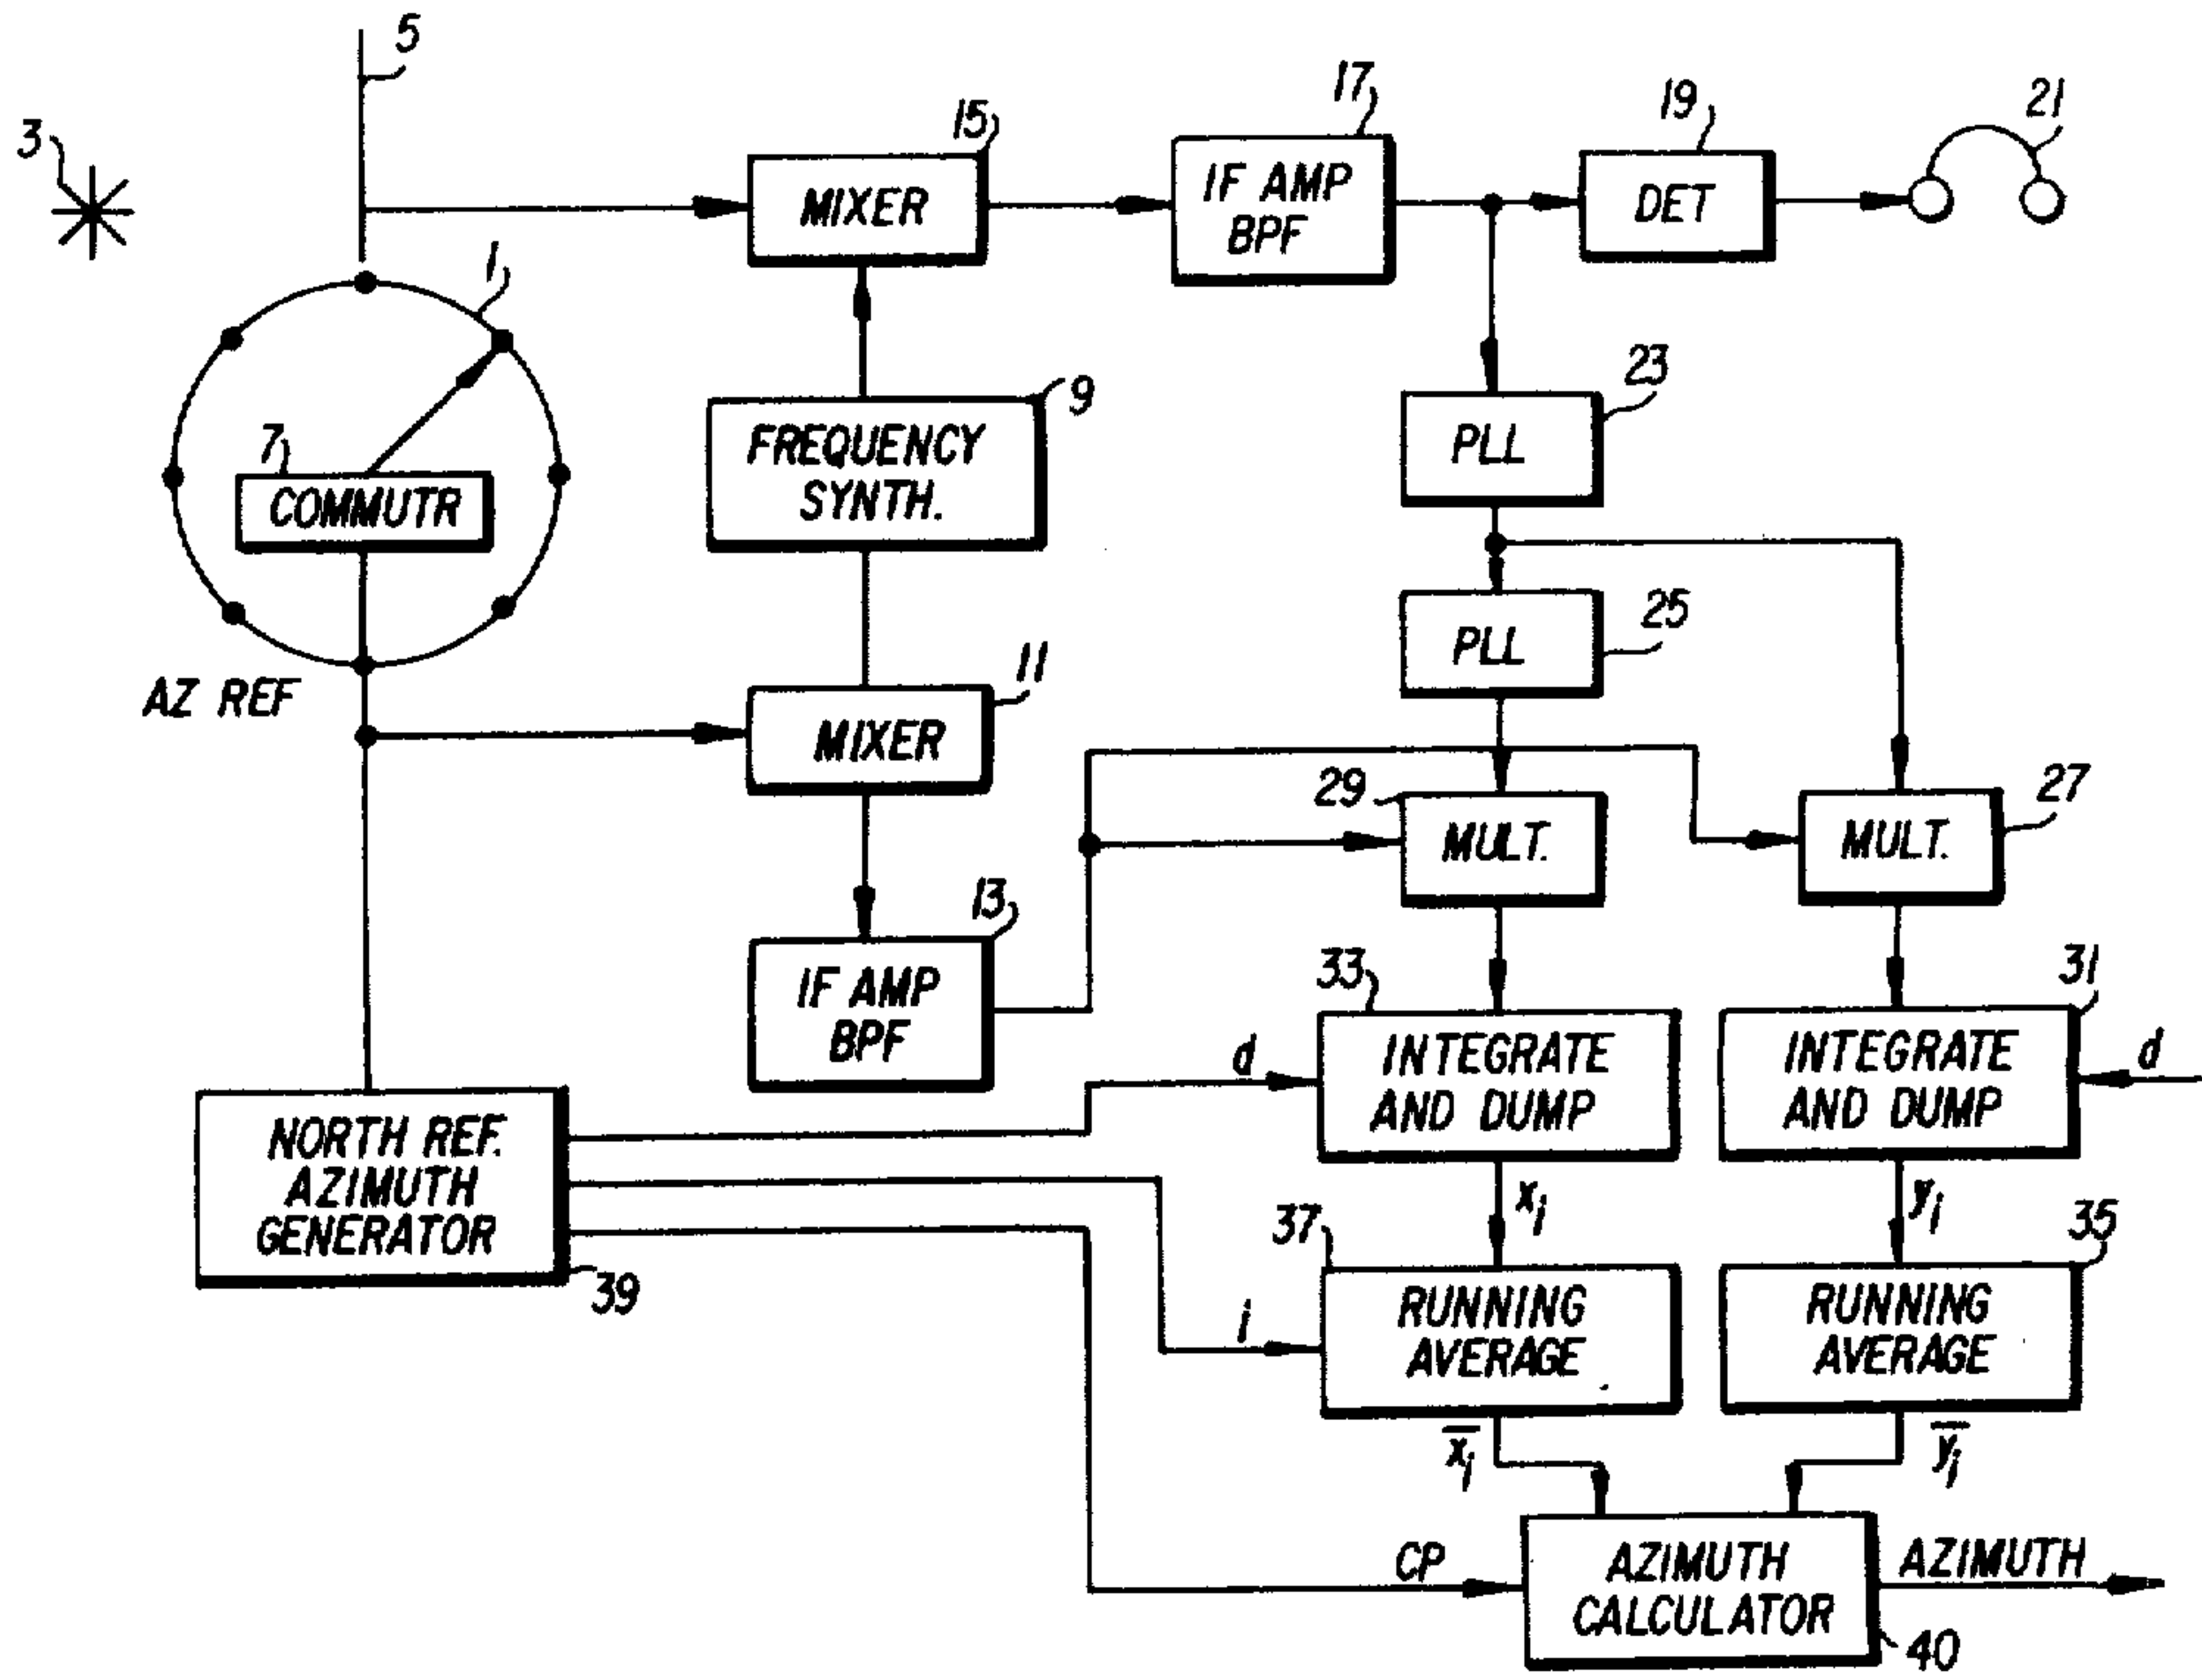 5
3
1
15
17
19
21
MIXER
IF AMP
BPF
DET
7
COMMUTR
9
FREQUENCY
SYNTH.
23
PLL
25
PLL
AZ REF
11
MIXER
29
MULT.
27
MULT.
13
IF AMP
BPF
33
INTEGRATE
AND DUMP
31
INTEGRATE
AND DUMP
d
d
NORTH REF.
AZIMUTH
GENERATOR
39
xi
yi
37
RUNNING
AVERAGE
35
RUNNING
AVERAGE
i
x̄i
ȳi
CP
AZIMUTH
CALCULATOR
40
AZIMUTH